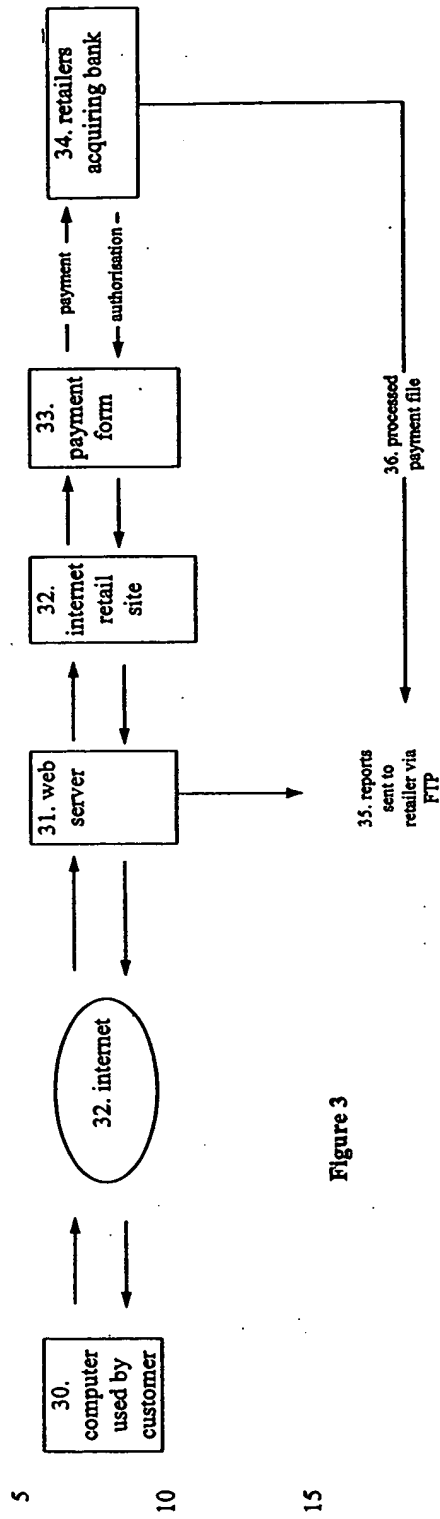 5
10
15
30.
computer
used by
customer
32. internet
31. web
server
32.
internet
retail
site
33.
payment
form
payment
authorisation
34. retailers
acquiring bank
35. reports
sent to
retailer via
FTP
36. processed
payment file
Figure 3